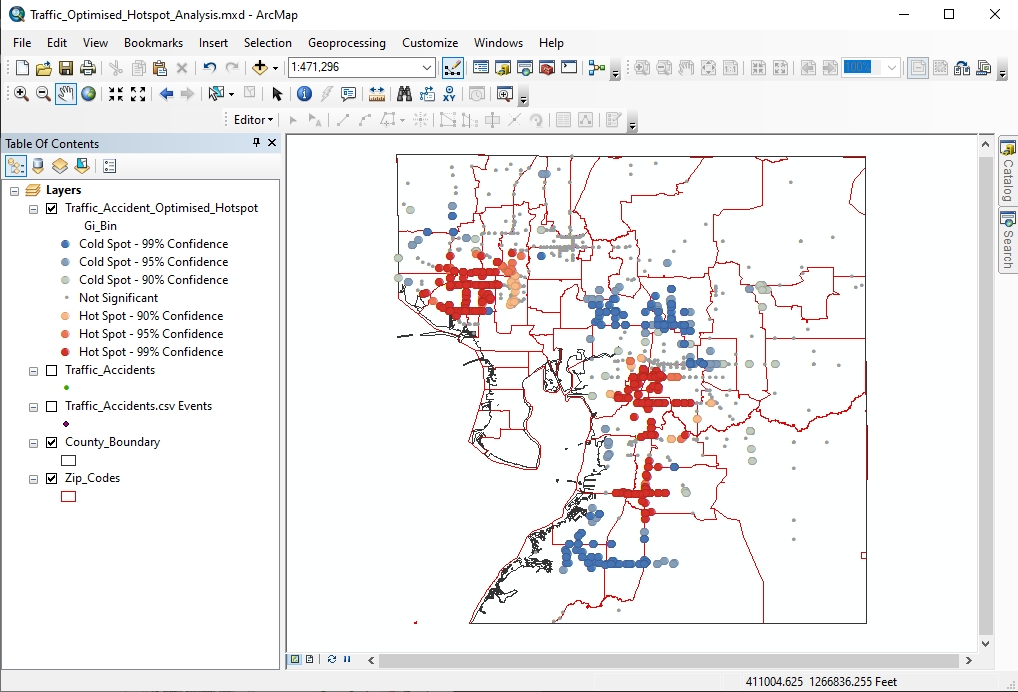 Traffic_Optimised_Hotspot_Analysis.mxd - ArcMap
File Edit View Bookmarks Insert Selection Geoprocessing Customize Windows Help
1:471,296
Editor
Table Of Contents
Layers
Traffic_Accident_Optimised_Hotspot
Gi_Bin
Cold Spot - 99% Confidence
Cold Spot - 95% Confidence
Cold Spot - 90% Confidence
Not Significant
Hot Spot - 90% Confidence
Hot Spot - 95% Confidence
Hot Spot - 99% Confidence
Traffic_Accidents
Traffic_Accidents.csv Events
County_Boundary
Zip_Codes
Catalog
Search
411004.625 1266836.255 Feet